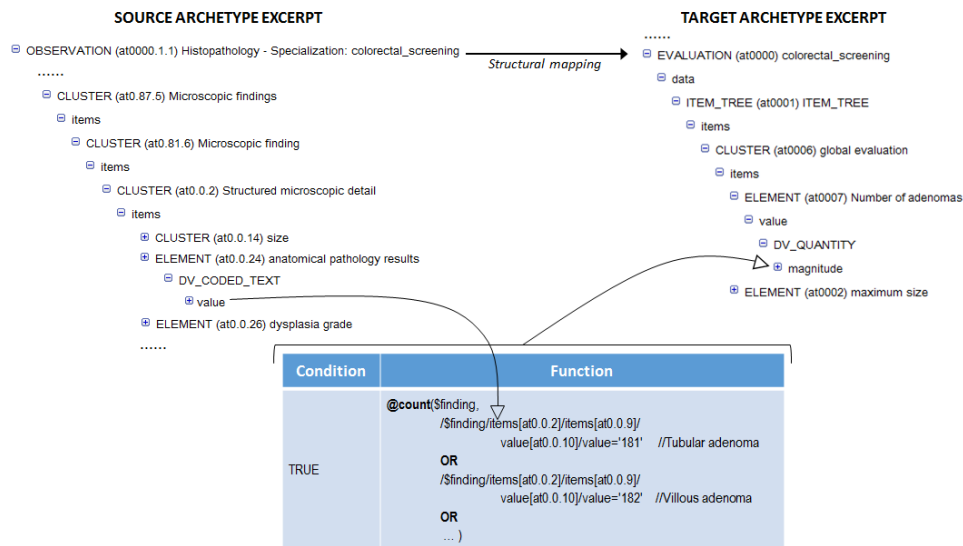 SOURCE ARCHETYPE EXCERPT
OBSERVATION (at0000.1.1) Histopathology - Specialization: colorectal_screening
......
CLUSTER (at0.87.5) Microscopic findings
items
CLUSTER (at0.81.6) Microscopic finding
items
CLUSTER (at0.0.2) Structured microscopic detail
items
CLUSTER (at0.0.14) size
ELEMENT (at0.0.24) anatomical pathology results
DV_CODED_TEXT
value
ELEMENT (at0.0.26) dysplasia grade
......
Structural mapping
TARGET ARCHETYPE EXCERPT
......
EVALUATION (at0000) colorectal_screening
data
ITEM_TREE (at0001) ITEM_TREE
items
CLUSTER (at0006) global evaluation
items
ELEMENT (at0007) Number of adenomas
value
DV_QUANTITY
magnitude
ELEMENT (at0002) maximum size
Condition Function
TRUE
@count($finding,
/$finding/items[at0.0.2]/items[at0.0.9]/
value[at0.0.10]/value='181' //Tubular adenoma
OR
/$finding/items[at0.0.2]/items[at0.0.9]/
value[at0.0.10]/value='182' //Villous adenoma
OR
... )